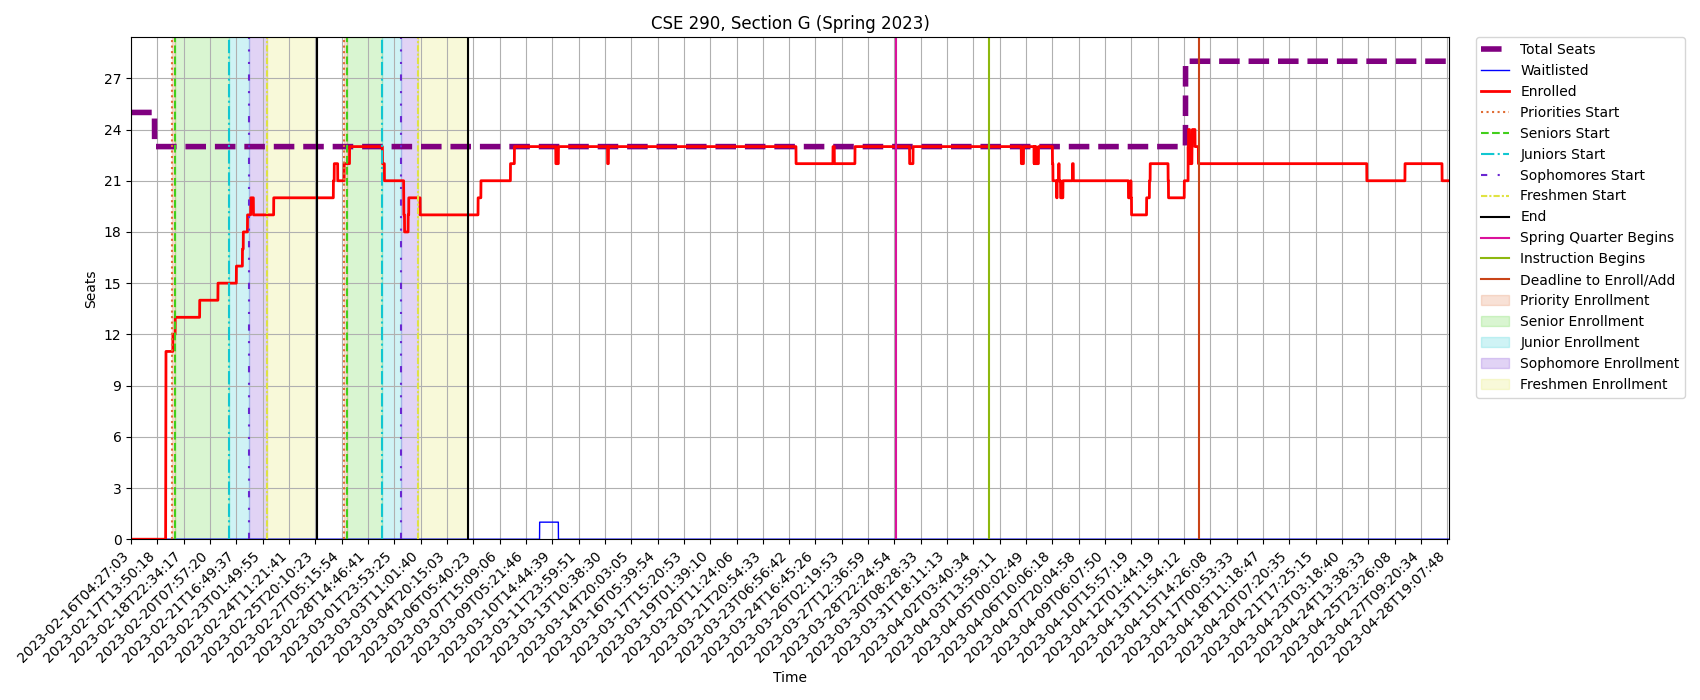 CSE 290, Section G (Spring 2023)
Seats
27
24
21
18
15
12
9
6
3
0
2023-02-16T04:27:03
2023-02-17T13:50:18
2023-02-18T22:34:17
2023-02-20T07:57:20
2023-02-21T16:49:37
2023-02-23T01:49:55
2023-02-24T11:21:41
2023-02-25T20:10:23
2023-02-27T05:15:54
2023-02-28T14:46:41
2023-03-01T23:53:25
2023-03-03T11:01:40
2023-03-04T20:15:03
2023-03-06T05:40:23
2023-03-07T15:09:06
2023-03-09T05:21:46
2023-03-10T14:44:39
2023-03-11T23:59:51
2023-03-13T10:38:30
2023-03-14T20:03:05
2023-03-16T05:39:54
2023-03-17T15:20:53
2023-03-19T01:39:10
2023-03-20T11:24:06
2023-03-21T20:54:33
2023-03-23T06:56:42
2023-03-24T16:45:26
2023-03-26T02:19:53
2023-03-27T12:36:59
2023-03-28T22:24:54
2023-03-30T08:28:33
2023-03-31T18:11:13
2023-04-02T03:40:34
2023-04-03T13:59:11
2023-04-05T00:02:49
2023-04-06T10:06:18
2023-04-07T20:04:58
2023-04-09T06:07:50
2023-04-10T15:57:19
2023-04-12T01:44:19
2023-04-13T11:54:12
2023-04-15T14:26:08
2023-04-17T00:53:33
2023-04-18T11:18:47
2023-04-20T07:20:35
2023-04-21T17:25:15
2023-04-24T03:18:40
2023-04-24T13:38:33
2023-04-25T23:26:08
2023-04-27T09:20:34
2023-04-28T19:07:48
Time
Total Seats
Waitlisted
Enrolled
Priorities Start
Seniors Start
Juniors Start
Sophomores Start
Freshmen Start
End
Spring Quarter Begins
Instruction Begins
Deadline to Enroll/Add
Priority Enrollment
Senior Enrollment
Junior Enrollment
Sophomore Enrollment
Freshmen Enrollment